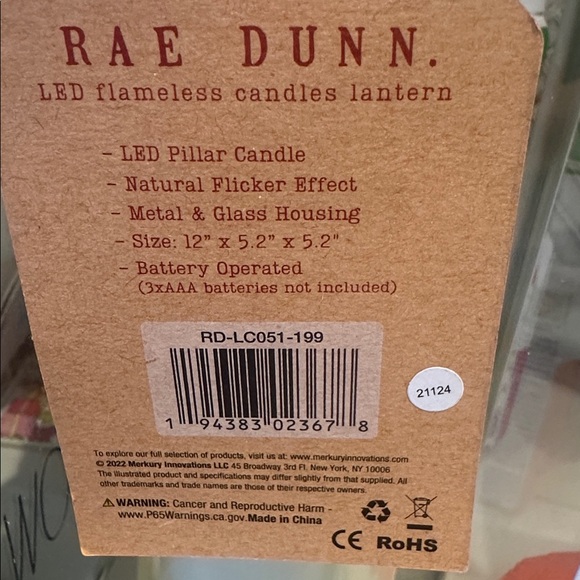 RAE DUNN.
LED flameless candles lantern
- LED Pillar Candle
- Natural Flicker Effect
- Metal & Glass Housing
- Size: 12" x 5.2" x 5.2"
- Battery Operated
(3xAAA batteries not included)
RD-LC051-199
1 94383 02367 8
21124
To explore our full selection of products, visit us at: www.merkuryinnovations.com
© 2022 Merkury Innovations LLC 45 Broadway 3rd Fl. New York, NY 10006
The illustrated product and specifications may differ slightly from that supplied. All
other trademarks and trade names are those of their respective owners.
⚠WARNING: Cancer and Reproductive Harm -
www.P65Warnings.ca.gov. Made in China
CE RoHS